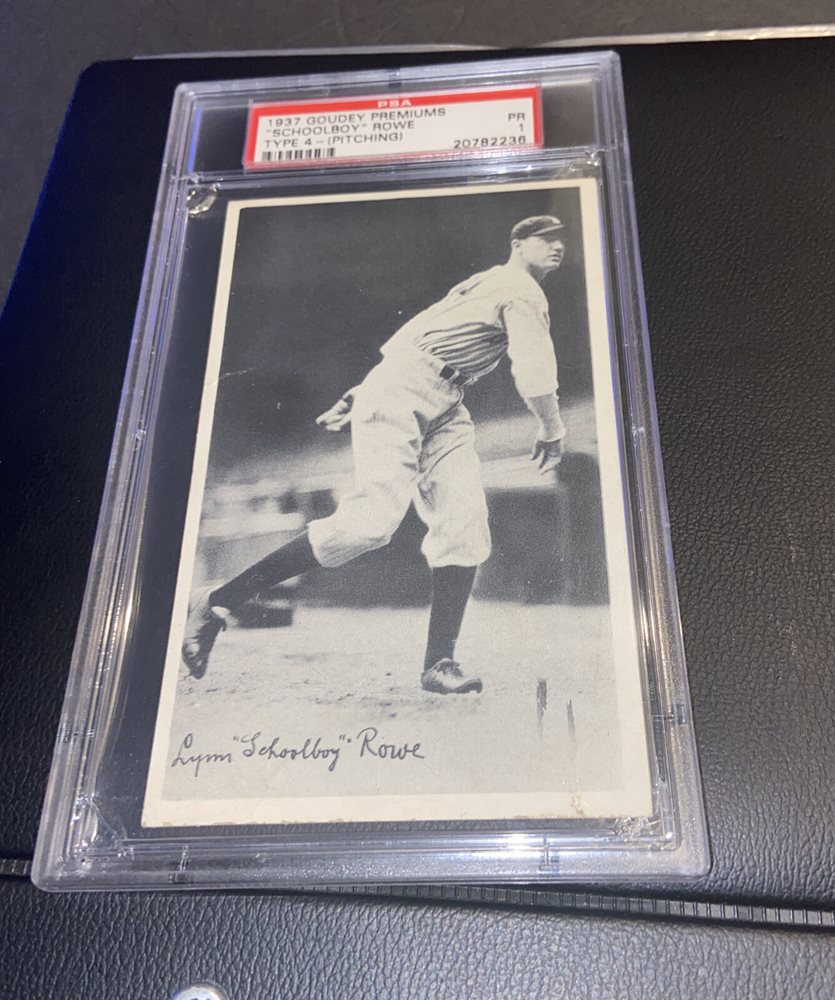 PSA
1937 GOUDEY PREMIUMS PR
"SCHOOLBOY" ROWE 1
TYPE 4-(PITCHING) 20782236
Lynn "Schoolboy" Rowe